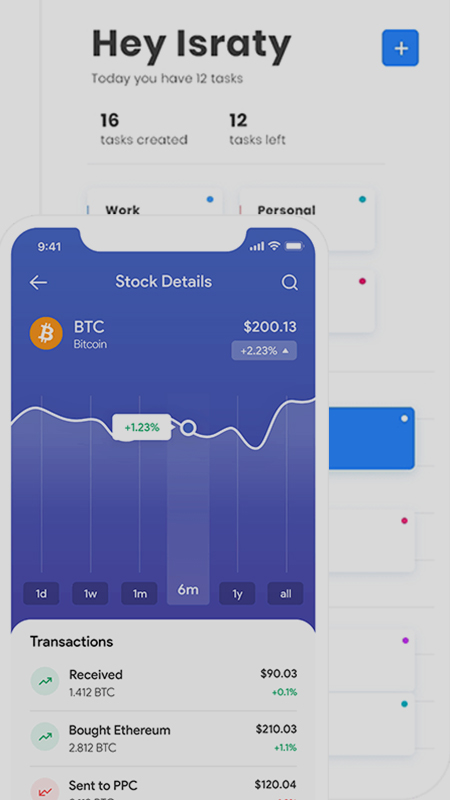 Hey Israty
Today you have 12 tasks
16
12
tasks created
tasks left
Work
Personal
9:41
Stock Details
BTC
$200.13
Bitcoin
+2.23%
+1.23%
1d
1w
1m
6m
1y
all
Transactions
Received
$90.03
1.412 BTC
+0.1%
Bought Ethereum
$210.03
2.812 BTC
+1.1%
Sent to PPC
$120.04